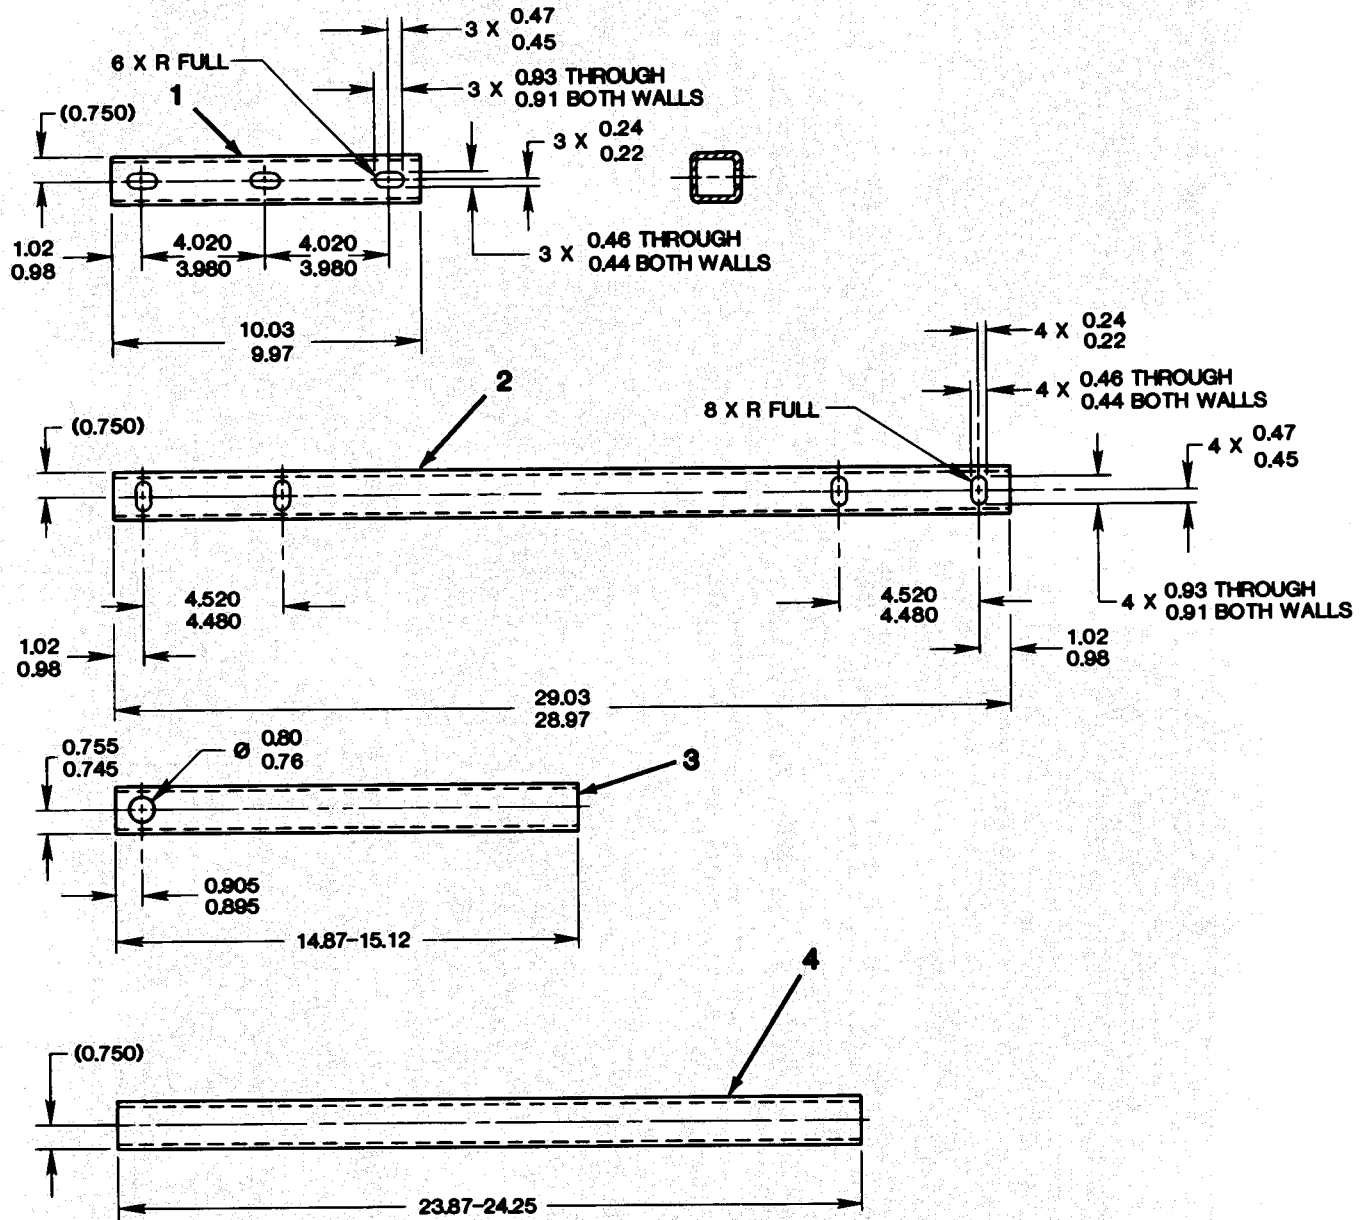 3 X 0.47
0.45
6 X R FULL
1
3 X 0.93 THROUGH
0.91 BOTH WALLS
(0.750)
3 X 0.24
0.22
1.02
0.98
4.020
3.980
4.020
3.980
3 X 0.46 THROUGH
0.44 BOTH WALLS
10.03
9.97
4 X 0.24
0.22
2
4 X 0.46 THROUGH
0.44 BOTH WALLS
8 X R FULL
(0.750)
4 X 0.47
0.45
4.520
4.480
4.520
4.480
4 X 0.93 THROUGH
0.91 BOTH WALLS
1.02
0.98
1.02
0.98
29.03
28.97
0.755
0.745
Ø 0.80
0.76
3
0.905
0.895
14.87-15.12
4
(0.750)
23.87-24.25